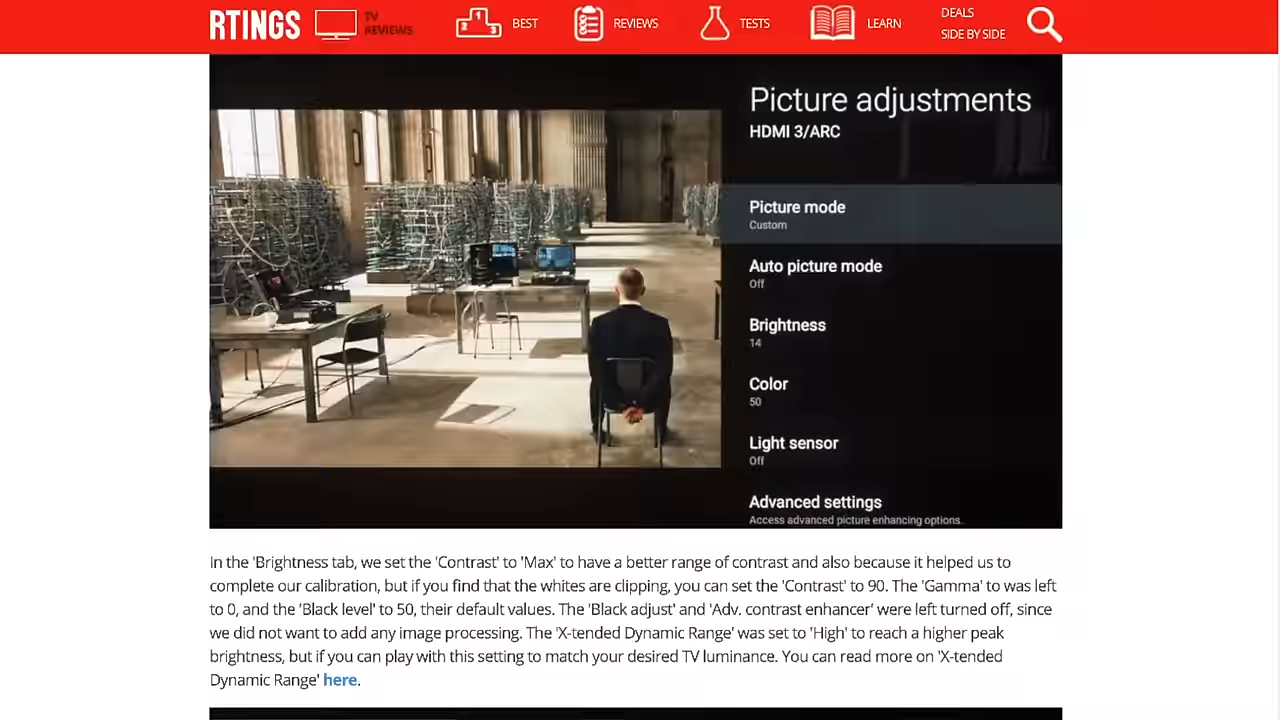 RTINGS
TV
REVIEWS
1
2
3
BEST
REVIEWS
TESTS
LEARN
DEALS
SIDE BY SIDE
Picture adjustments
HDMI 3/ARC
Picture mode
Custom
Auto picture mode
Off
Brightness
14
Color
50
Light sensor
Off
Advanced settings
Access advanced picture enhancing options.
In the 'Brightness tab, we set the 'Contrast' to 'Max' to have a better range of contrast and also because it helped us to
complete our calibration, but if you find that the whites are clipping, you can set the 'Contrast' to 90. The 'Gamma' to was left
to 0, and the 'Black level' to 50, their default values. The 'Black adjust' and 'Adv. contrast enhancer' were left turned off, since
we did not want to add any image processing. The 'X-tended Dynamic Range' was set to 'High' to reach a higher peak
brightness, but if you can play with this setting to match your desired TV luminance. You can read more on 'X-tended
Dynamic Range' here.